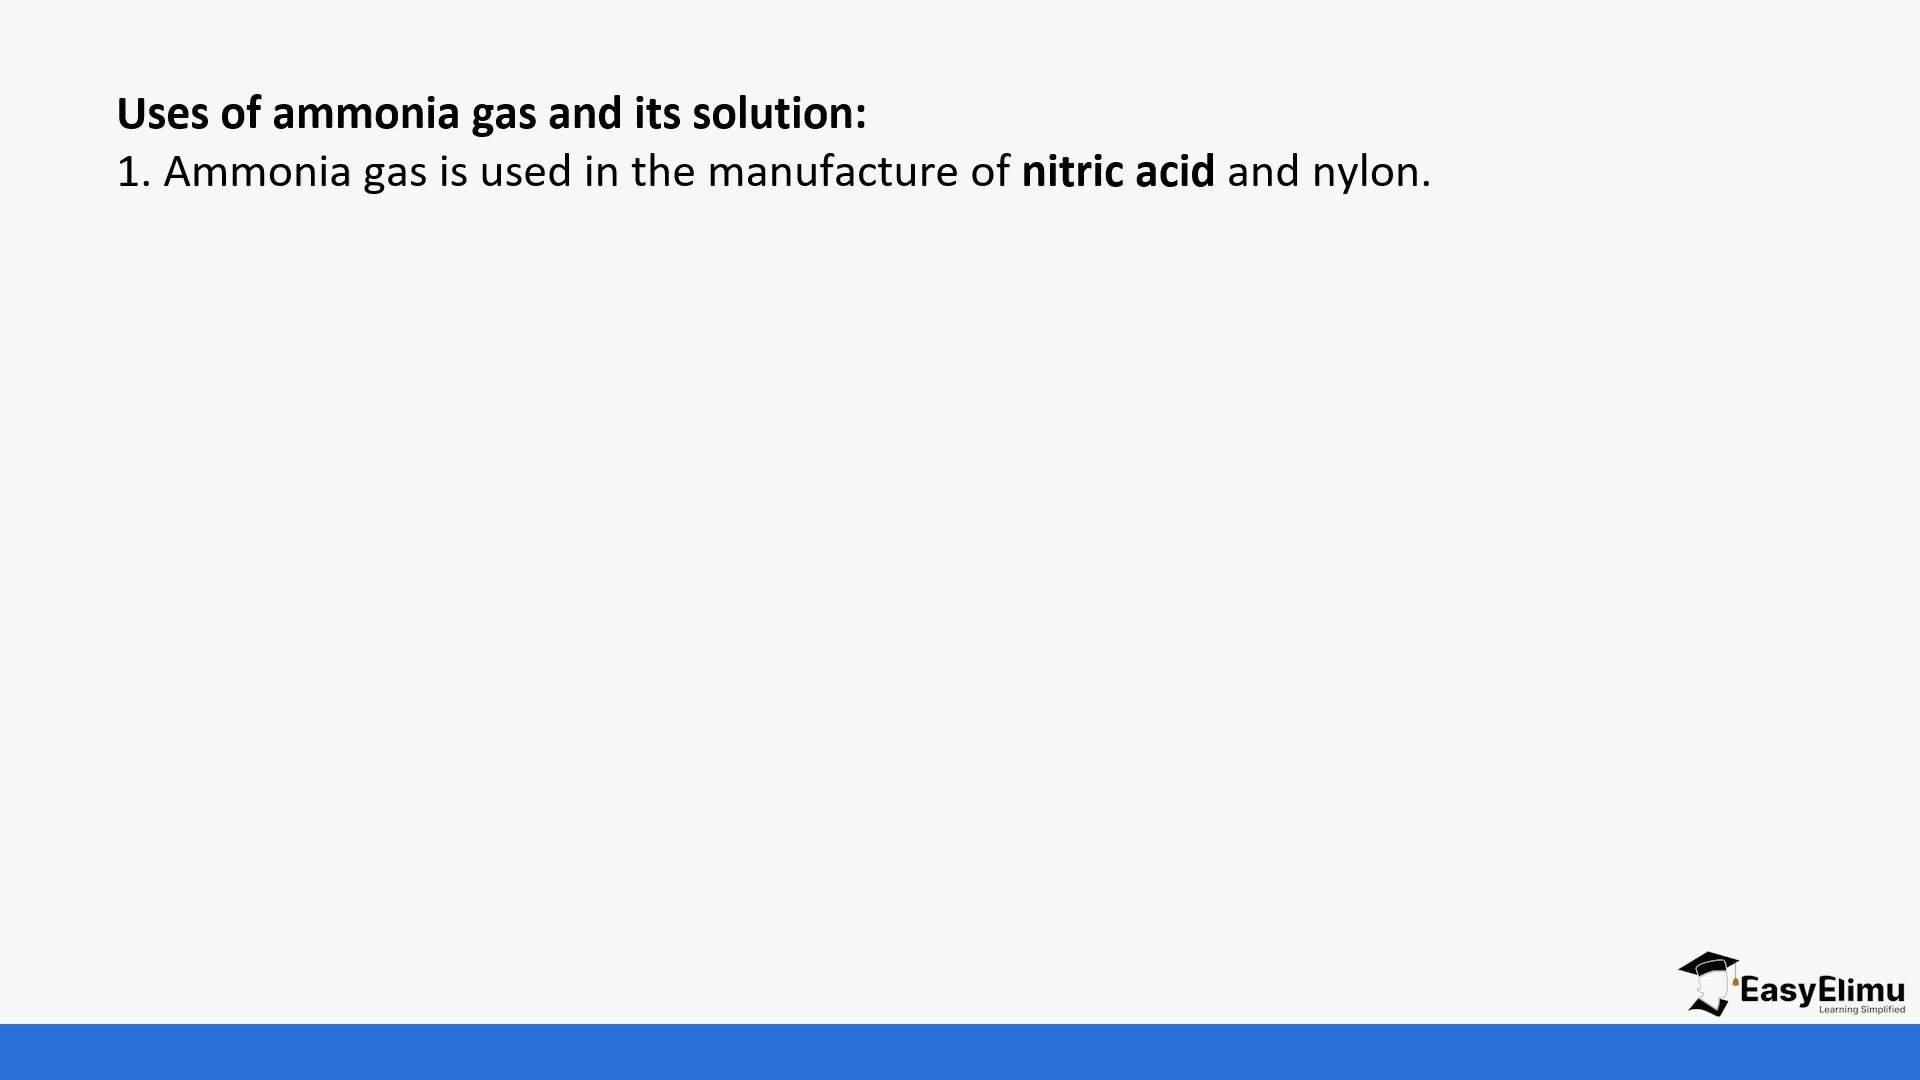 Uses of ammonia gas and its solution:
1. Ammonia gas is used in the manufacture of nitric acid and nylon.
EasyElimu
Learning Simplified